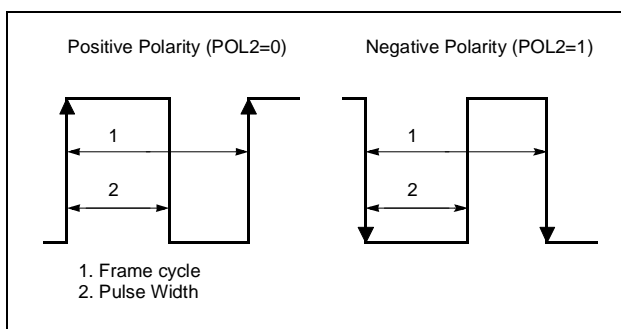 Positive Polarity (POL2=0)
Negative Polarity (POL2=1)
1
1
2
2
1. Frame cycle
2. Pulse Width